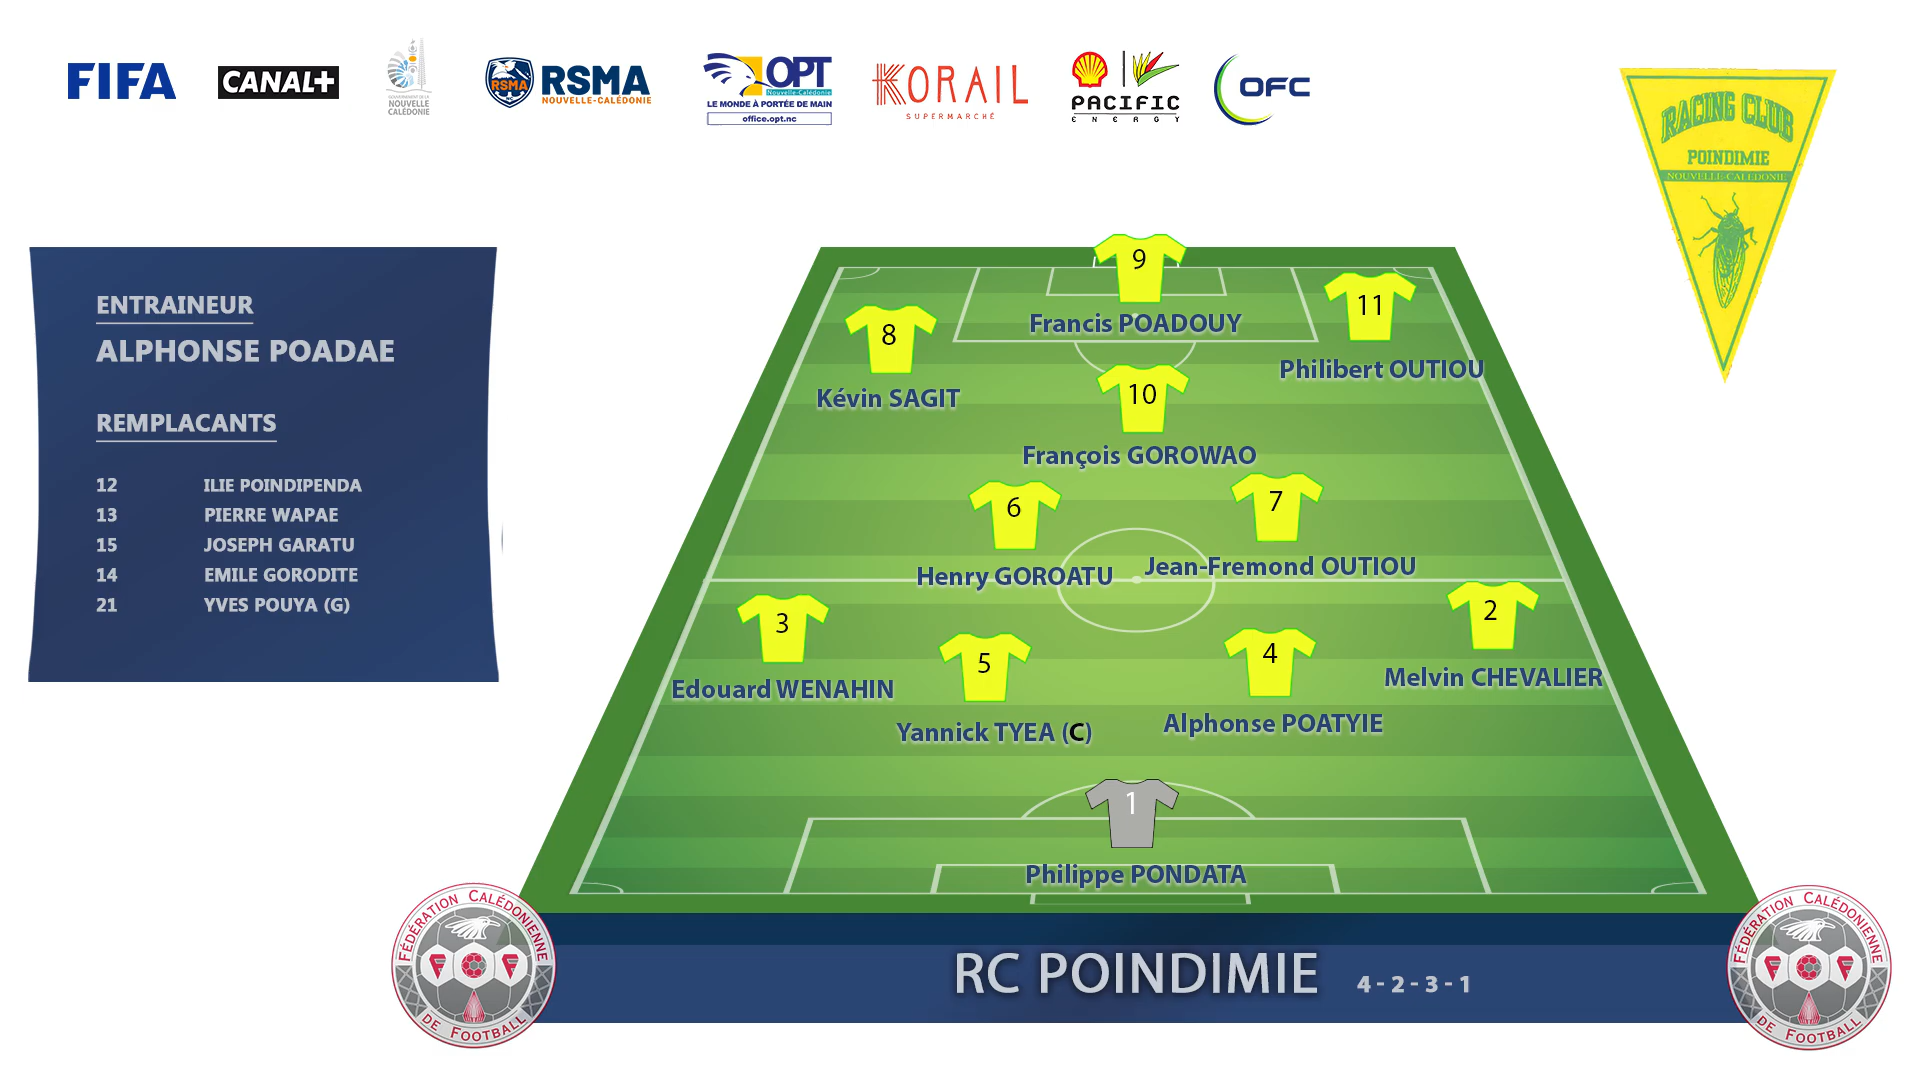 FIFA
CANAL+
GOUVERNEMENT DE LA
NOUVELLE
CALÉDONIE
RSMA
RSMA
NOUVELLE-CALÉDONIE
OPT
Nouvelle-Calédonie
LE MONDE À PORTÉE DE MAIN
office.opt.nc
KORAIL
SUPERMARCHÉ
PACIFIC
ENERGY
OFC
RACING CLUB
POINDIMIE
NOUVELLE-CALEDONIE
ENTRAINEUR
ALPHONSE POADAE
REMPLACANTS
12 ILIE POINDIPENDA
13 PIERRE WAPAE
15 JOSEPH GARATU
14 EMILE GORODITE
21 YVES POUYA (G)
9
Francis POADOUY
11
Philibert OUTIOU
8
Kévin SAGIT
10
François GOROWAO
6
Henry GOROATU
7
Jean-Fremond OUTIOU
3
Edouard WENAHIN
5
Yannick TYEA (C)
4
Alphonse POATYIE
2
Melvin CHEVALIER
1
Philippe PONDATA
RC POINDIMIE 4-2-3-1
FÉDÉRATION CALÉDONIENNE
F F
DE FOOTBALL
FÉDÉRATION CALÉDONIENNE
F F
DE FOOTBALL